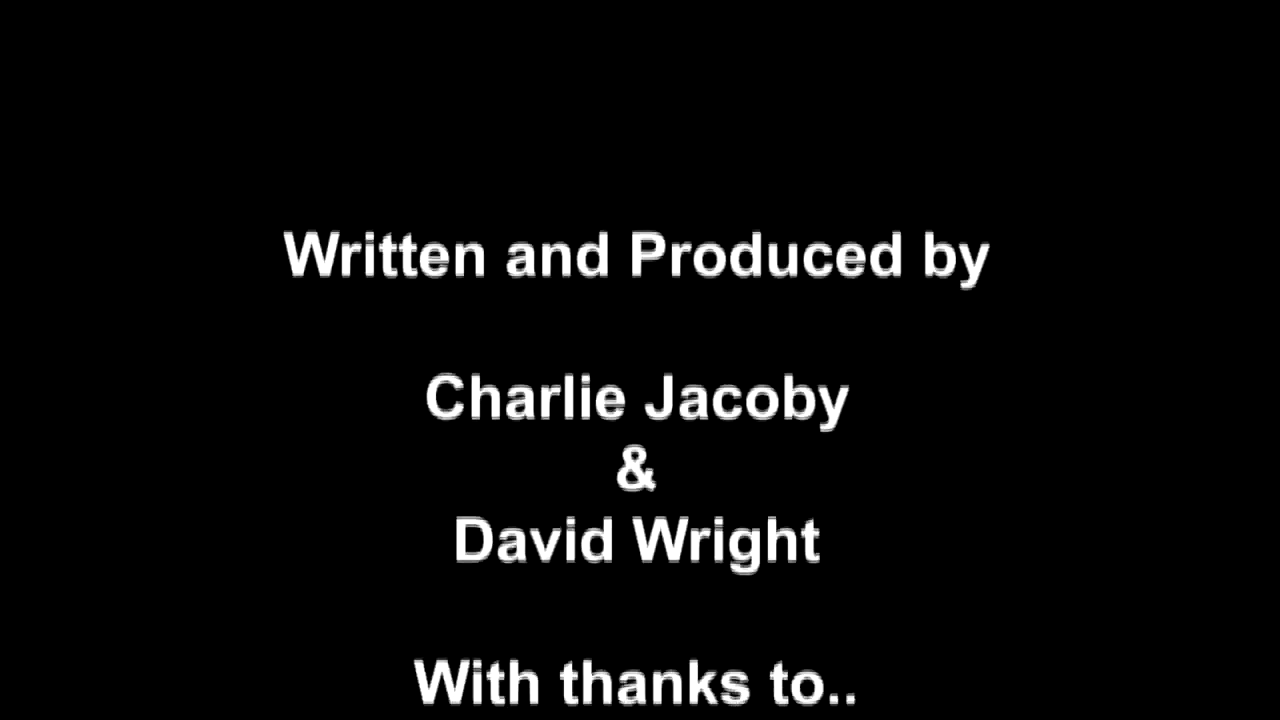 Written and Produced by
Charlie Jacoby
&
David Wright
With thanks to..